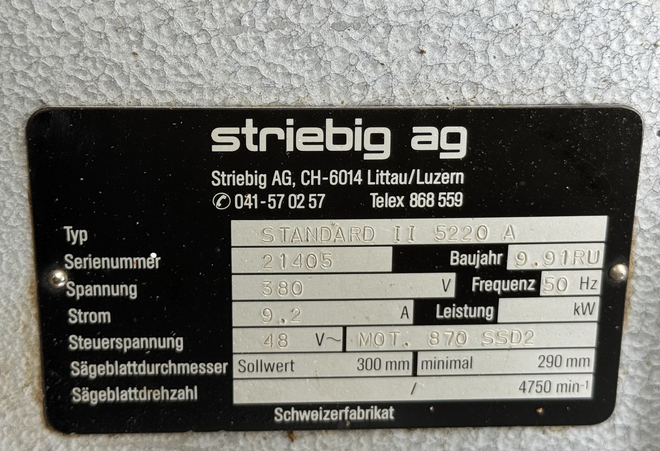 striebig ag
Striebig AG, CH-6014 Littau/Luzern
✆ 041-57 02 57 Telex 868 559
Typ STANDARD II 5220 A
Serienummer 21405 Baujahr 9.91RU
Spannung 380 V Frequenz 50 Hz
Strom 9.2 A Leistung kW
Steuerspannung 48 V~ MOT. 870 SSD2
Sägeblattdurchmesser Sollwert 300 mm minimal 290 mm
Sägeblattdrehzahl / 4750 min-¹
Schweizerfabrikat